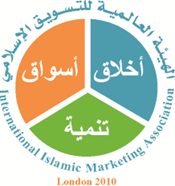 الهيئة العالمية للتسويق الإسلامي
أخلاق
أسواق
تنمية
International Islamic Marketing Association
London 2010